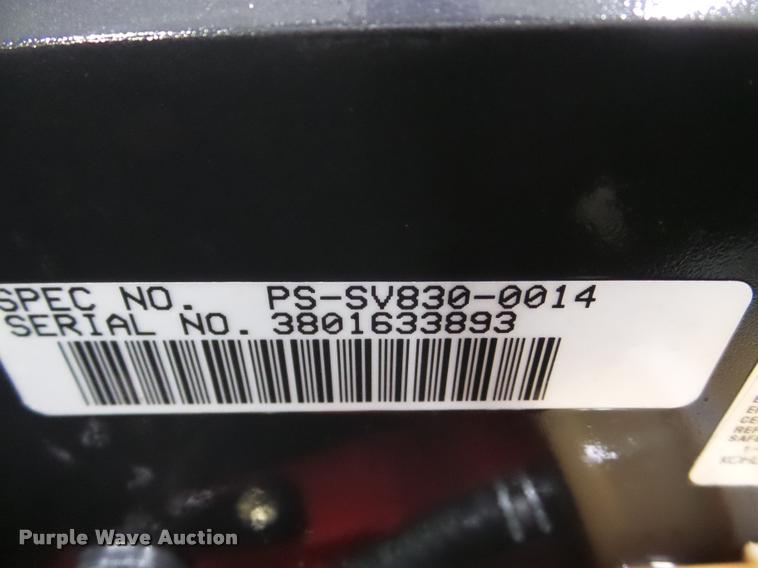 SPEC NO. PS-SV830-0014
SERIAL NO. 3801633893
Purple Wave Auction